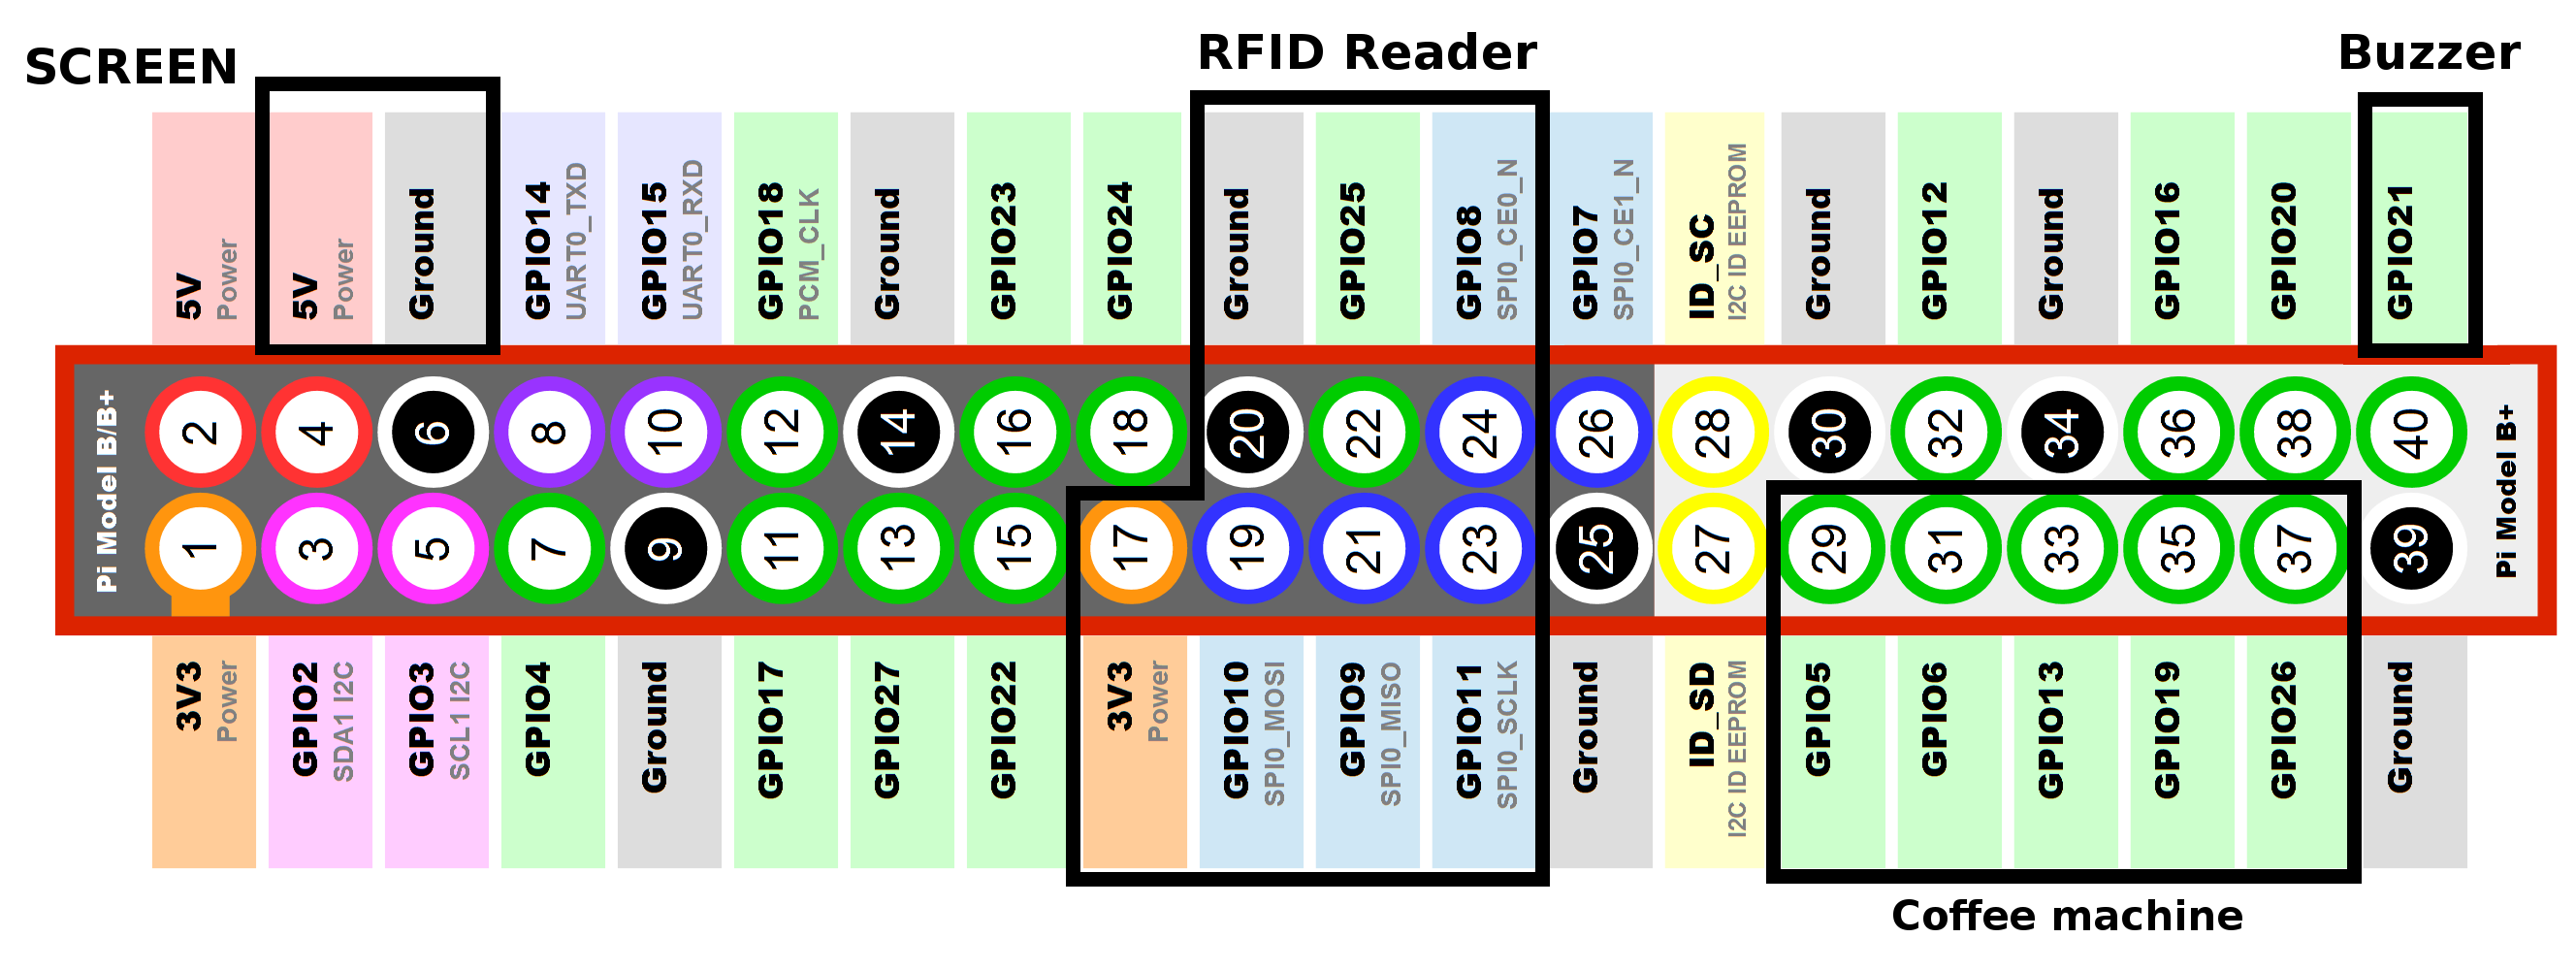 SCREEN
RFID Reader
Buzzer
5V
Power
5V
Power
Ground
GPIO14
UART0_TXD
GPIO15
UART0_RXD
GPIO18
PCM_CLK
Ground
GPIO23
GPIO24
Ground
GPIO25
GPIO8
SPI0_CE0_N
GPIO7
SPI0_CE1_N
ID_SC
I2C ID EEPROM
Ground
GPIO12
Ground
GPIO16
GPIO20
GPIO21
Pi Model B/B+
2 4 6 8 10 12 14 16 18 20 22 24 26 28 30 32 34 36 38 40
1 3 5 7 9 11 13 15 17 19 21 23 25 27 29 31 33 35 37 39
Pi Model B+
3V3
Power
GPIO2
SDA1 I2C
GPIO3
SCL1 I2C
GPIO4
Ground
GPIO17
GPIO27
GPIO22
3V3
Power
GPIO10
SPI0_MOSI
GPIO9
SPI0_MISO
GPIO11
SPI0_SCLK
Ground
ID_SD
I2C ID EEPROM
GPIO5
GPIO6
GPIO13
GPIO19
GPIO26
Ground
Coffee machine